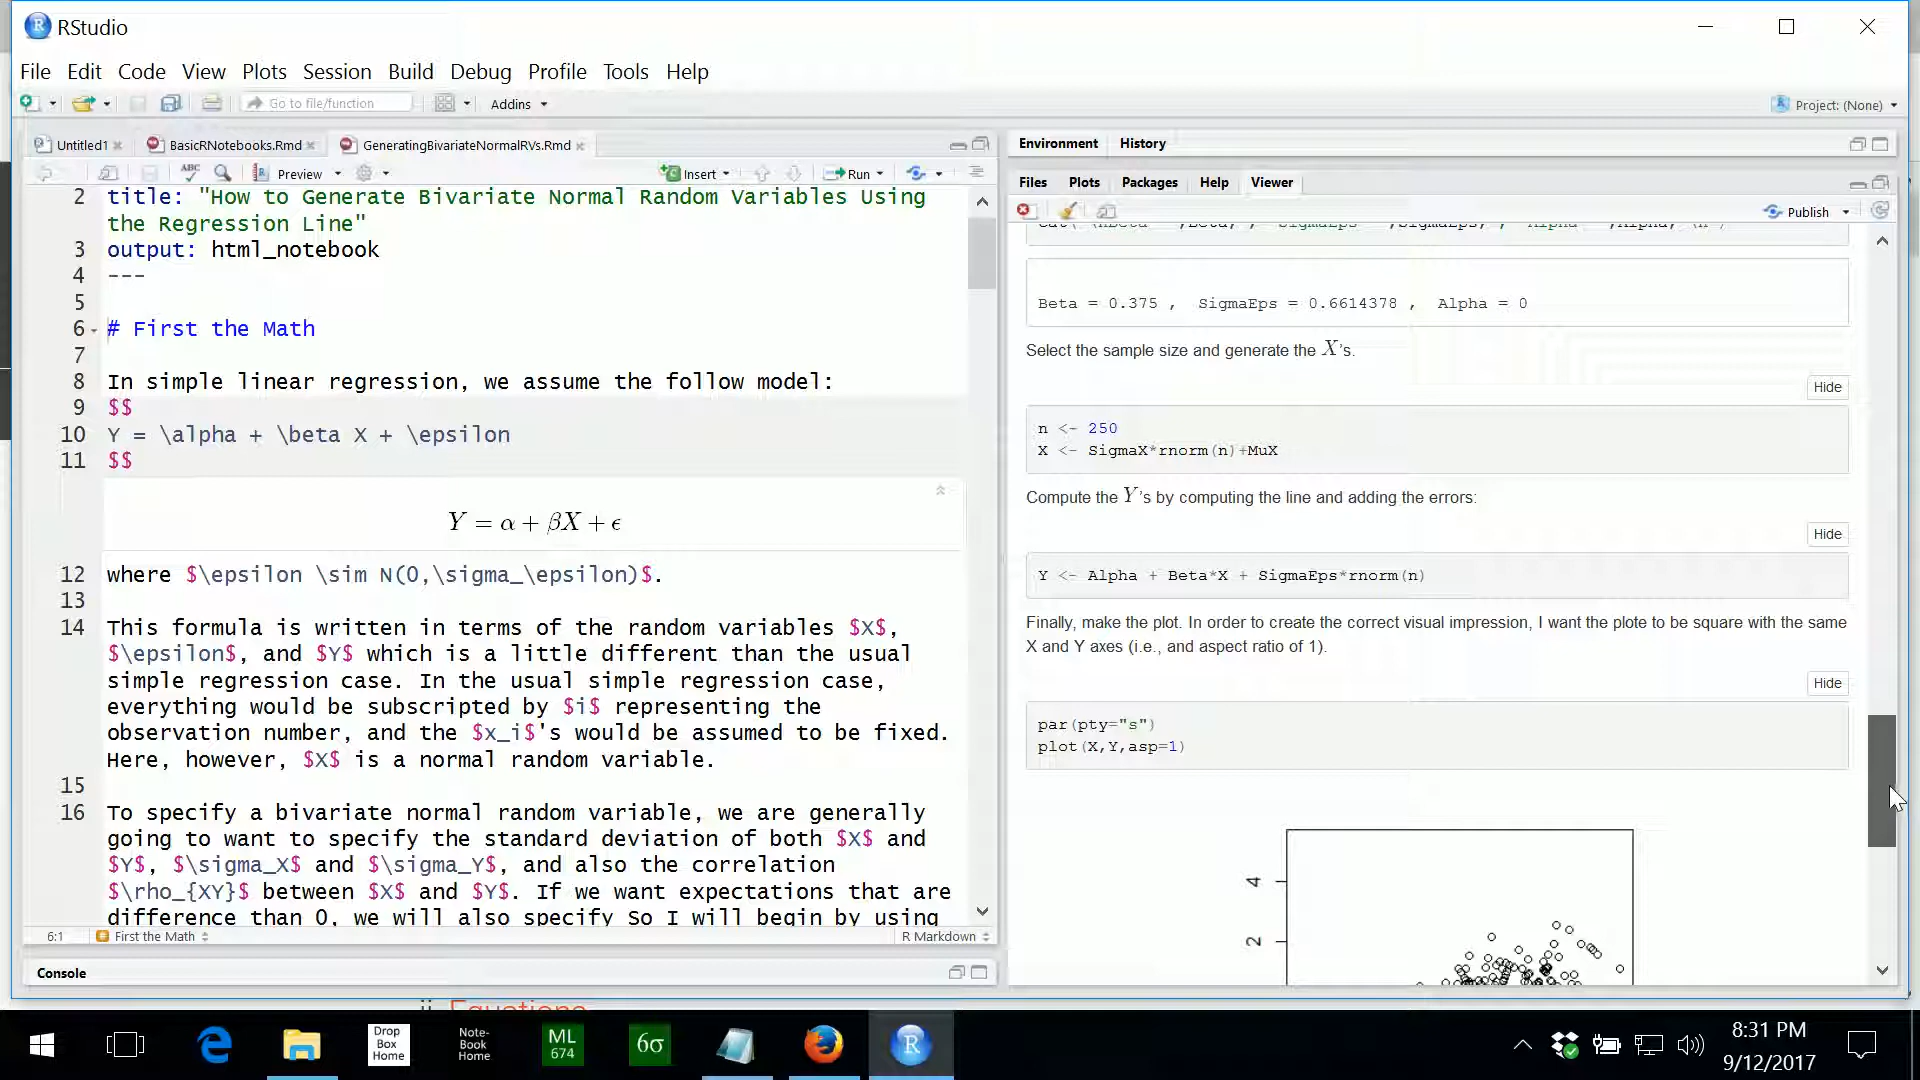 RStudio
File Edit Code View Plots Session Build Debug Profile Tools Help
Go to file/function Addins Project: (None)
Untitled1 BasicRNotebooks.Rmd GeneratingBivariateNormalRVs.Rmd
ABC Preview Insert Run
2 title: "How to Generate Bivariate Normal Random Variables Using
the Regression Line"
3 output: html_notebook
4 ---
5
6 # First the Math
7
8 In simple linear regression, we assume the follow model:
9 $$
10 Y = \alpha + \beta X + \epsilon
11 $$
Y = α + βX + ϵ
12 where $\epsilon \sim N(0,\sigma_\epsilon)$.
13
14 This formula is written in terms of the random variables $X$,
$\epsilon$, and $Y$ which is a little different than the usual
simple regression case. In the usual simple regression case,
everything would be subscripted by $i$ representing the
observation number, and the $x_i$'s would be assumed to be fixed.
Here, however, $X$ is a normal random variable.
15
16 To specify a bivariate normal random variable, we are generally
going to want to specify the standard deviation of both $X$ and
$Y$, $\sigma_X$ and $\sigma_Y$, and also the correlation
$\rho_{XY}$ between $X$ and $Y$. If we want expectations that are
difference than 0, we will also specify So I will begin by using
6:1 First the Math R Markdown
Console
Environment History
Files Plots Packages Help Viewer
Publish
Beta = 0.375 , SigmaEps = 0.6614378 , Alpha = 0
Select the sample size and generate the X's.
Hide
n <- 250
X <- SigmaX*rnorm(n)+MuX
Compute the Y's by computing the line and adding the errors:
Hide
Y <- Alpha + Beta*X + SigmaEps*rnorm(n)
Finally, make the plot. In order to create the correct visual impression, I want the plote to be square with the same
X and Y axes (i.e., and aspect ratio of 1).
Hide
par(pty="s")
plot(X,Y,asp=1)
4
2
Equations
Drop
Box
Home
Note-
Book
Home
ML
674
6σ
8:31 PM
9/12/2017